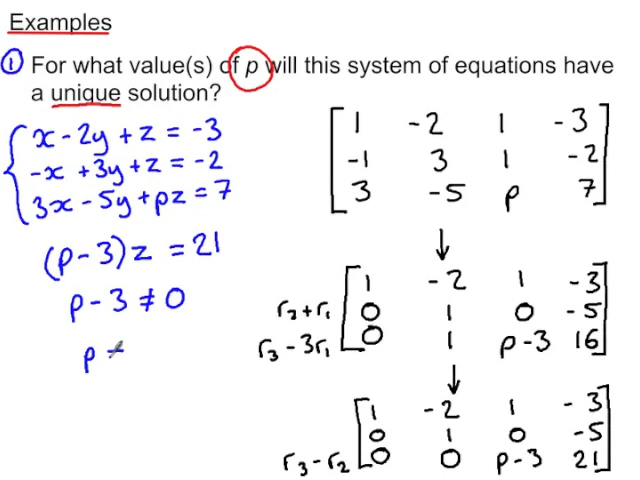 Examples
① For what value(s) of p will this system of equations have
a unique solution?
x - 2y + z = -3
-x + 3y + z = -2
3x - 5y + pz = 7
(p - 3) z = 21
p - 3 ≠ 0
p ≠
1 -2 1 -3
-1 3 1 -2
3 -5 p 7
↓
1 -2 1 -3
r₂ + r₁ 0 1 0 -5
r₃ - 3r₁ 0 1 p-3 16
↓
1 -2 1 -3
0 1 0 -5
r₃ - r₂ 0 0 p-3 21